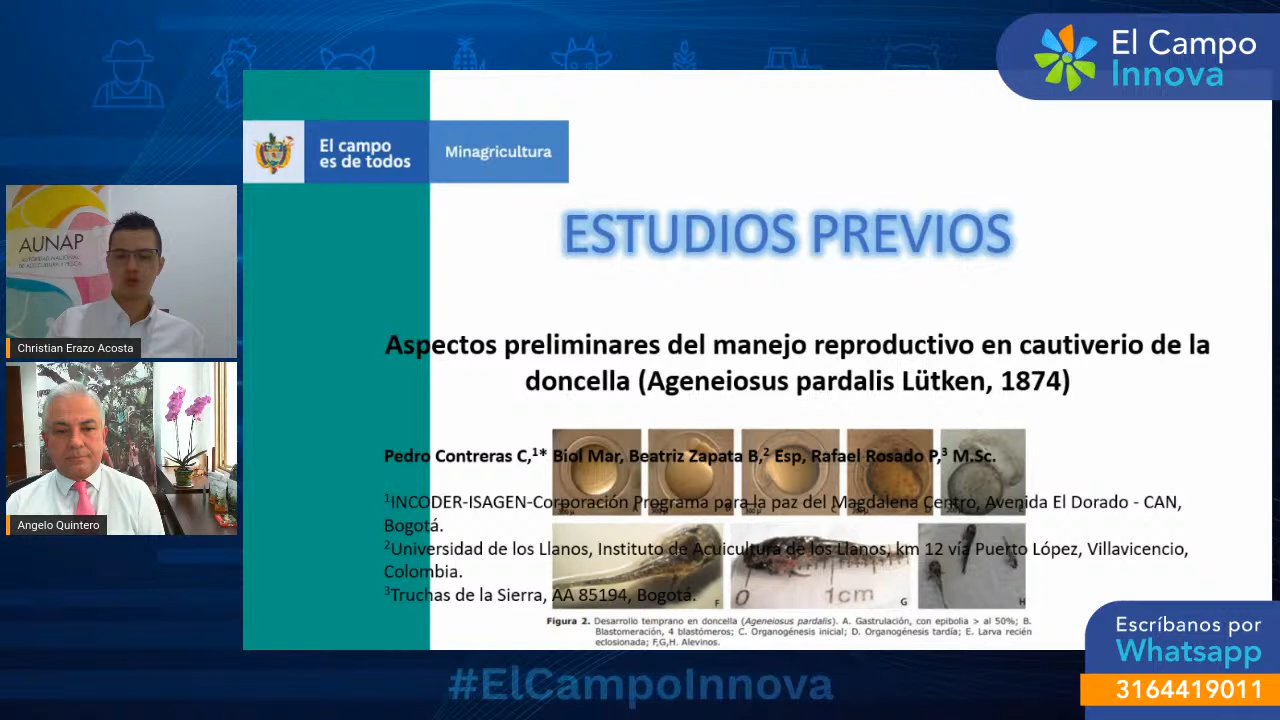 El Campo
Innova
El campo
es de todos
Minagricultura
ESTUDIOS PREVIOS
AUNAP
AUTORIDAD NACIONAL
DE ACUICULTURA Y PESCA
Christian Erazo Acosta
Angelo Quintero
Aspectos preliminares del manejo reproductivo en cautiverio de la
doncella (Ageneiosus pardalis Lütken, 1874)
Pedro Contreras C,¹* Biol Mar, Beatriz Zapata B,² Esp, Rafael Rosado P,³ M.Sc.
¹INCODER-ISAGEN-Corporación Programa para la paz del Magdalena Centro, Avenida El Dorado - CAN,
Bogotá.
²Universidad de los Llanos, Instituto de Acuicultura de los Llanos, km 12 vía Puerto López, Villavicencio,
Colombia.
³Truchas de la Sierra, AA 85194, Bogotá.
F
0 1cm
G
H
Figura 2. Desarrollo temprano en doncella (Ageneiosus pardalis). A. Gastrulación, con epibolia > al 50%; B.
Blastomeración, 4 blastómeros; C. Organogénesis inicial; D. Organogénesis tardía; E. Larva recién
eclosionada; F,G,H. Alevinos.
Escríbanos por
Whatsapp
3164419011
#ElCampoInnova